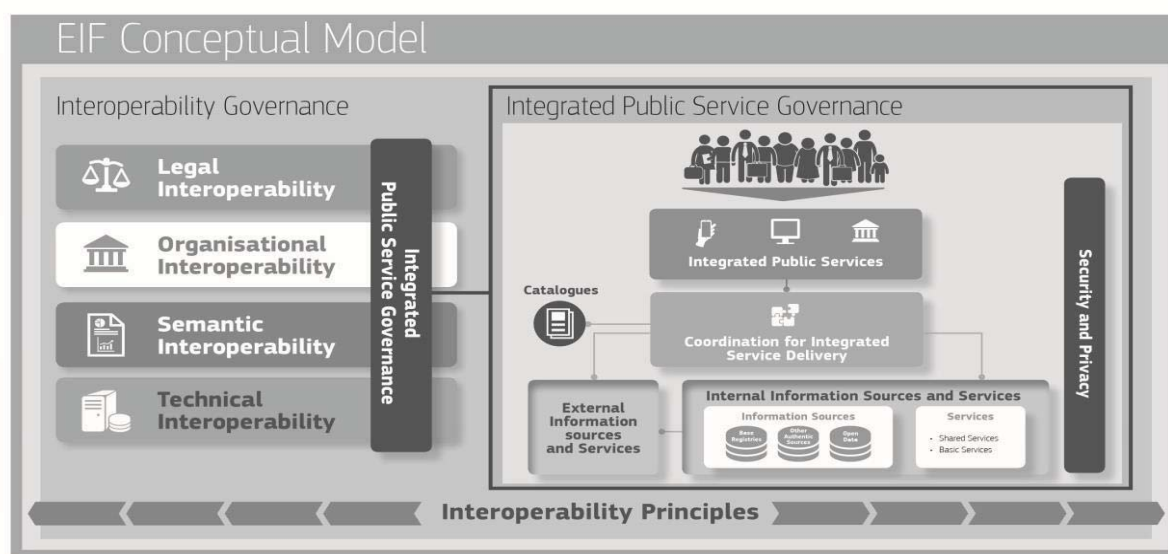 EIF Conceptual Model
Interoperability Governance
Legal
Interoperability
Organisational
Interoperability
Semantic
Interoperability
Technical
Interoperability
Integrated
Public Service Governance
Integrated Public Service Governance
Integrated Public Services
Catalogues
Coordination for Integrated
Service Delivery
External
Information
sources
and Services
Internal Information Sources and Services
Information Sources
Base
Registries
Other
Authentic
Sources
Open
Data
Services
• Shared Services
• Basic Services
Security and Privacy
Interoperability Principles